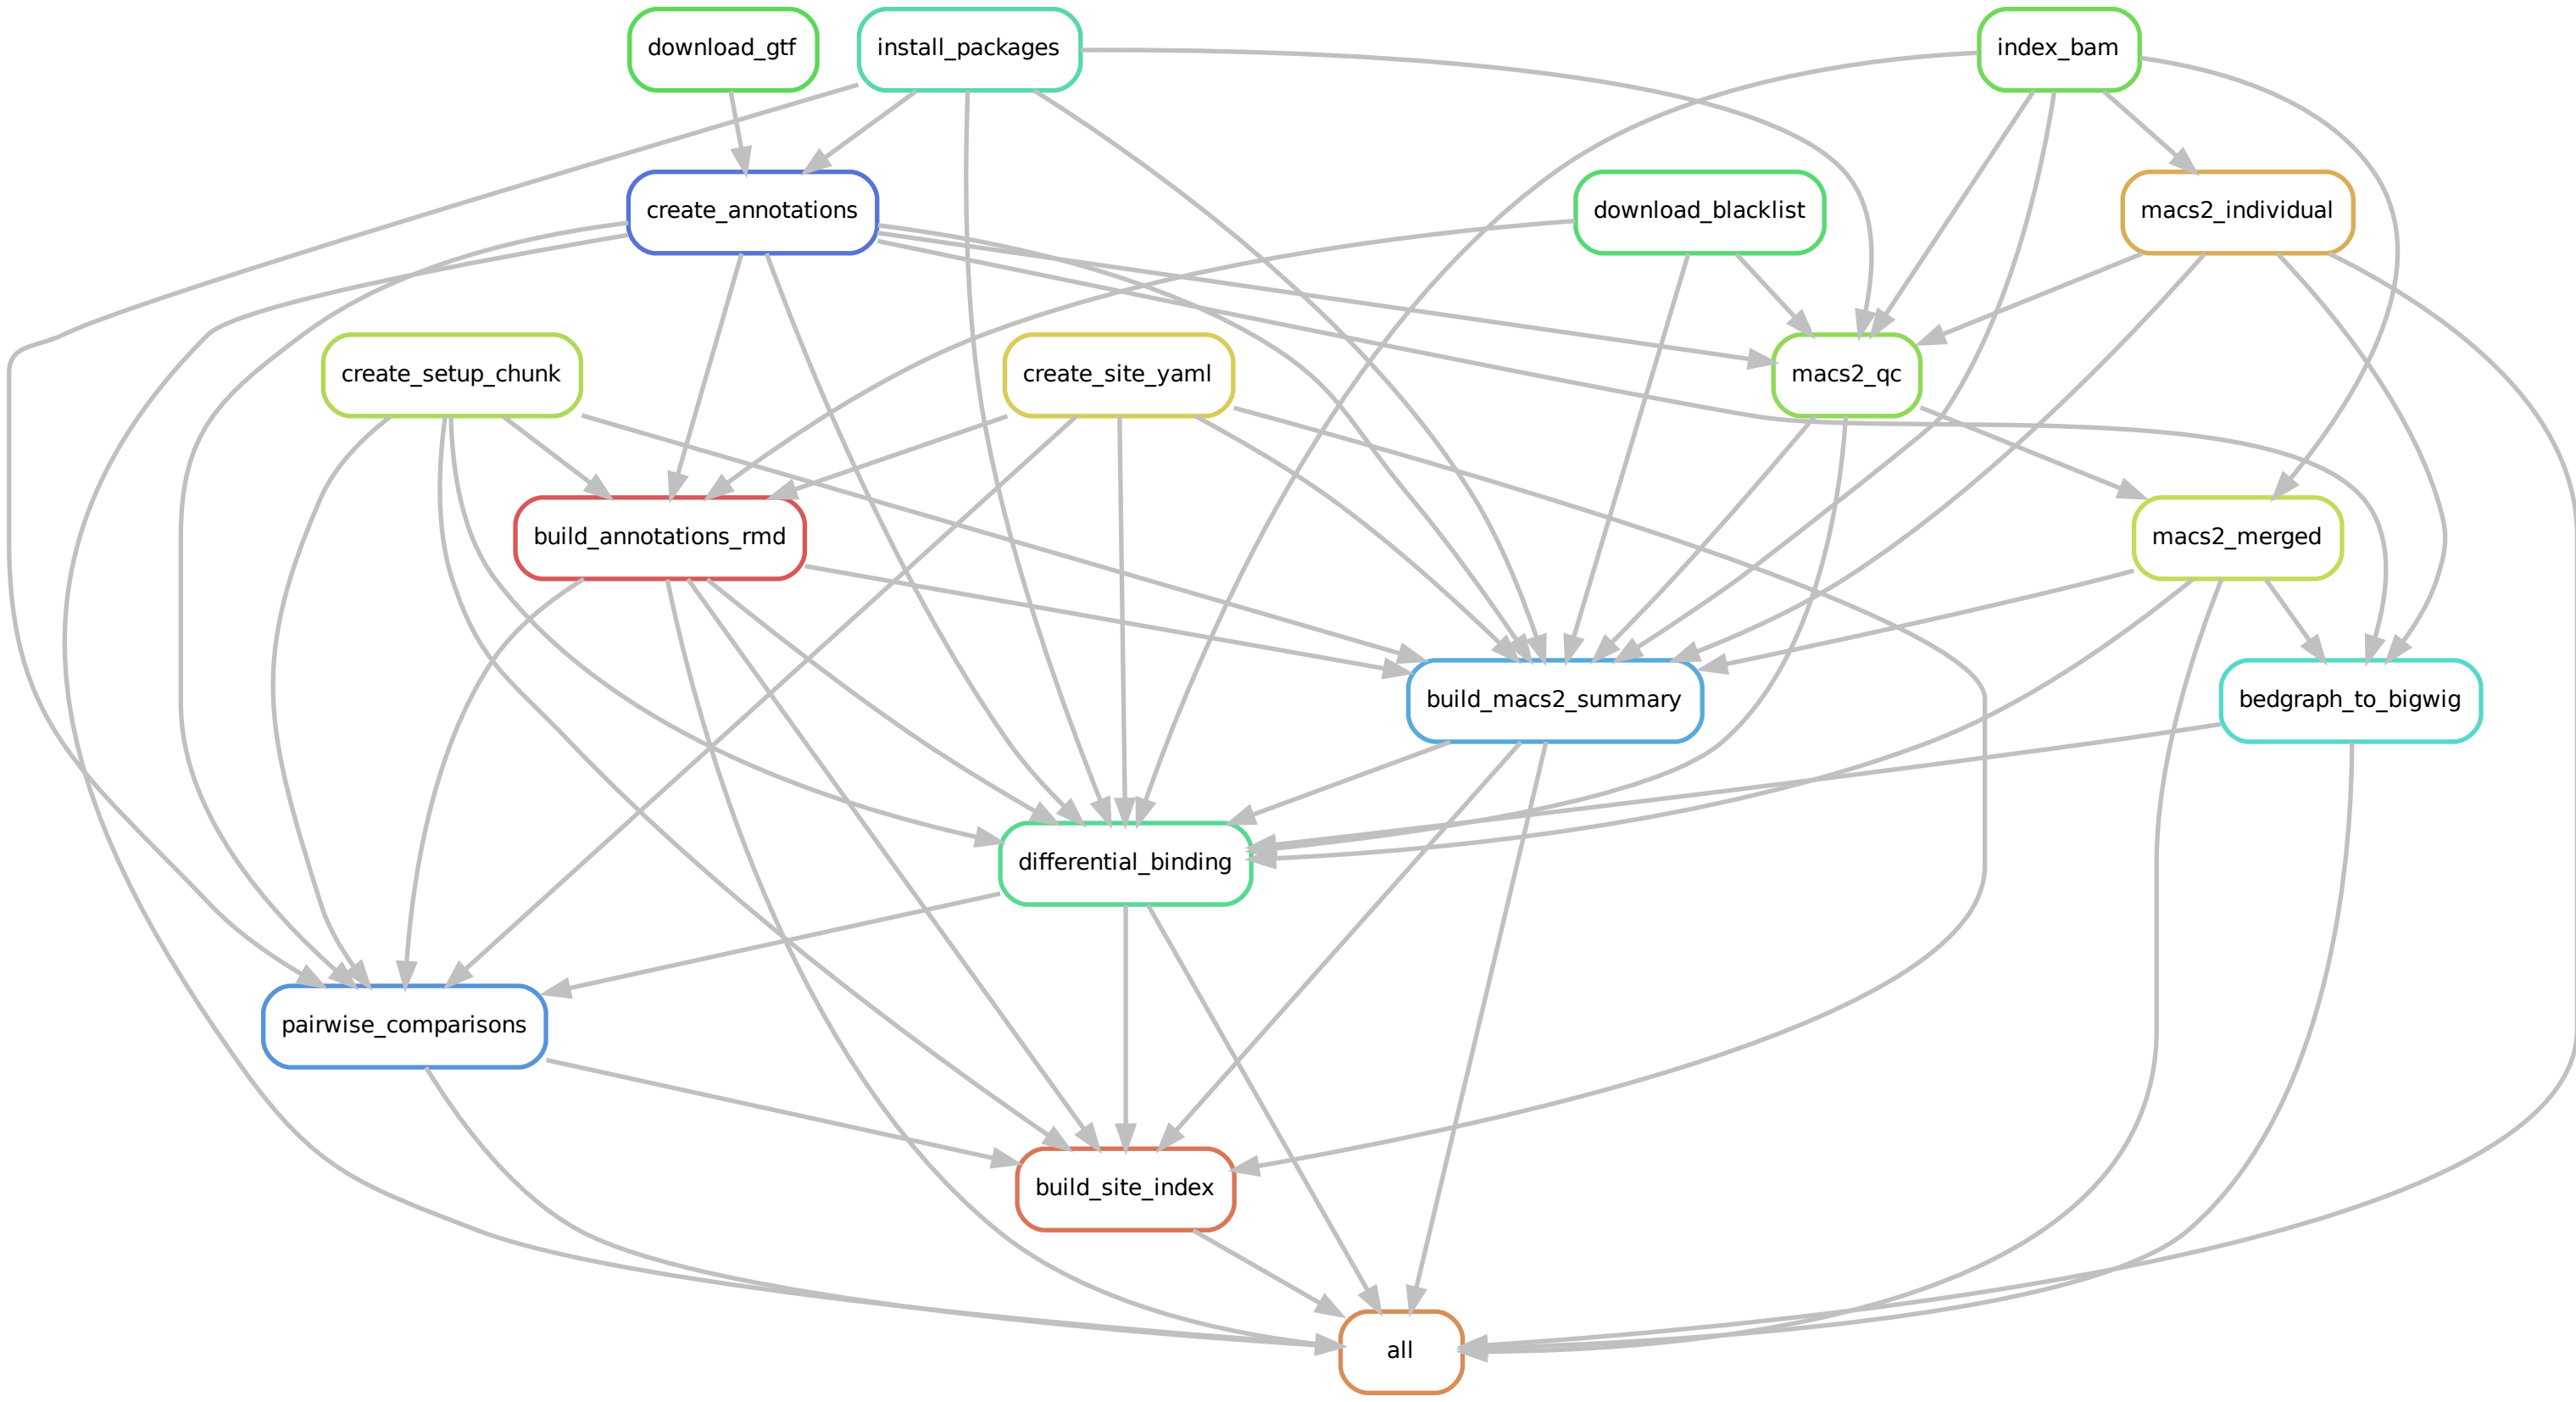 download_gtf
install_packages
index_bam
create_annotations
download_blacklist
macs2_individual
create_setup_chunk
create_site_yaml
macs2_qc
build_annotations_rmd
macs2_merged
build_macs2_summary
bedgraph_to_bigwig
differential_binding
pairwise_comparisons
build_site_index
all